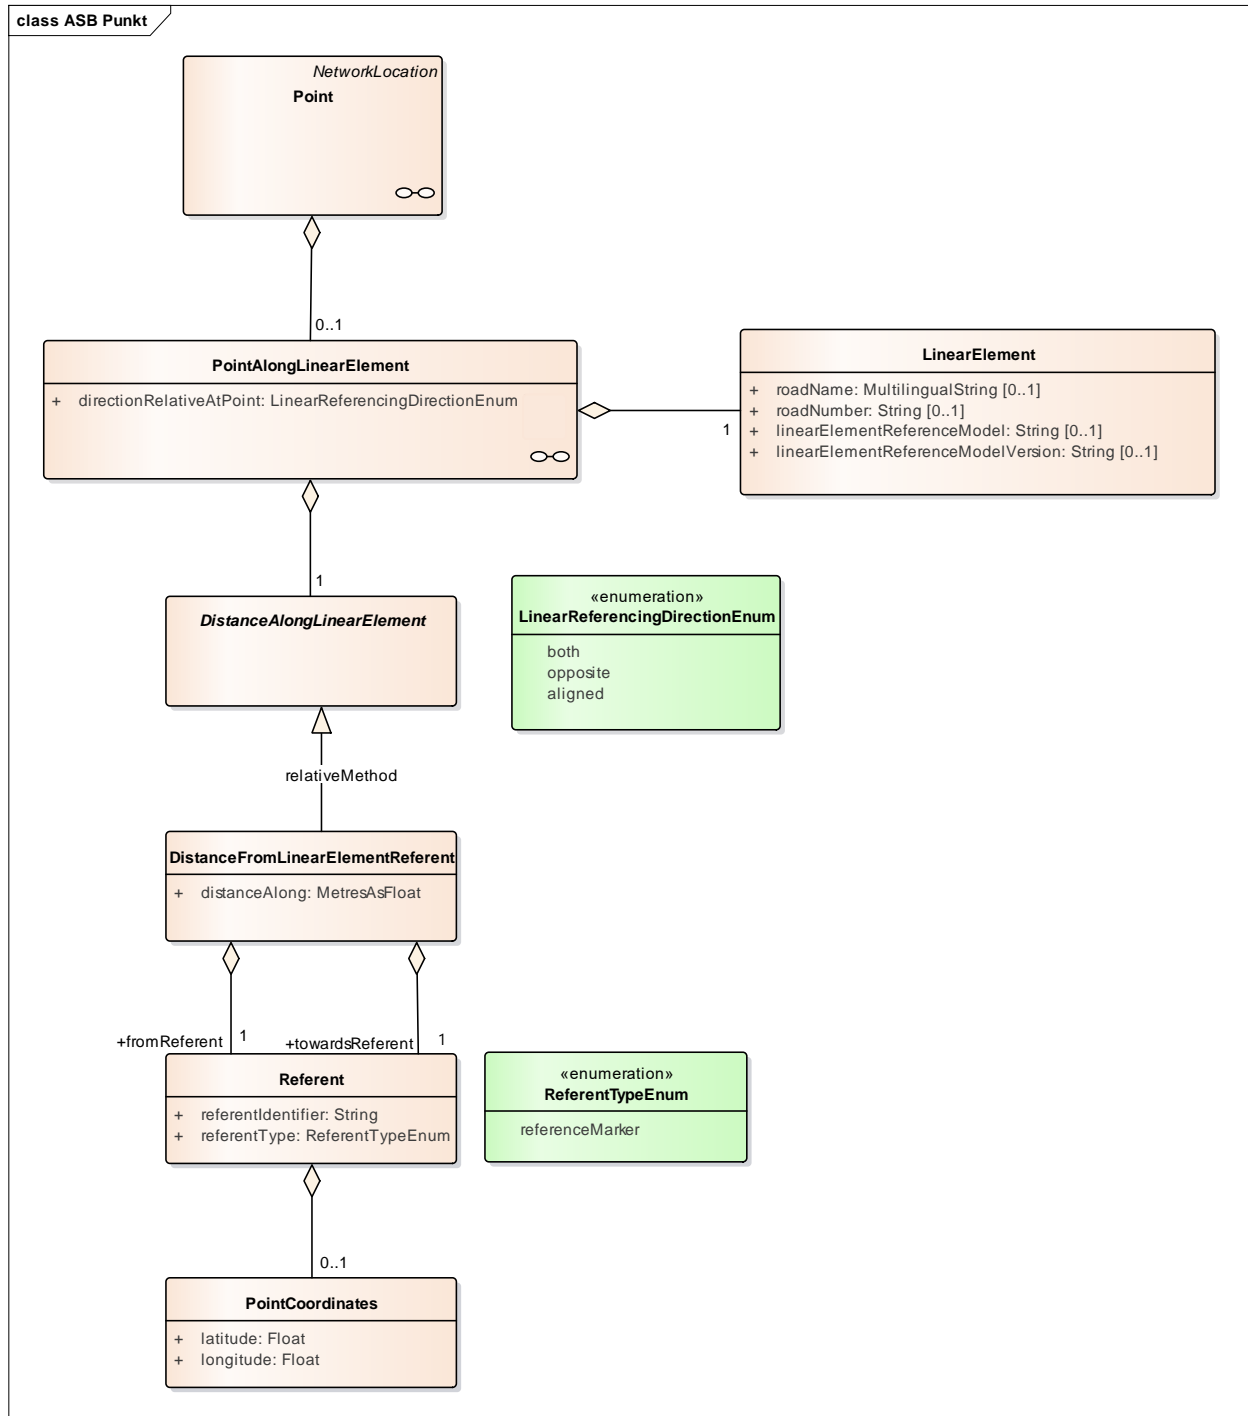 class ASB Punkt
NetworkLocation
Point
0..1
PointAlongLinearElement
+ directionRelativeAtPoint: LinearReferencingDirectionEnum
1
LinearElement
+ roadName: MultilingualString [0..1]
+ roadNumber: String [0..1]
+ linearElementReferenceModel: String [0..1]
+ linearElementReferenceModelVersion: String [0..1]
1
DistanceAlongLinearElement
«enumeration»
LinearReferencingDirectionEnum
both
opposite
aligned
relativeMethod
DistanceFromLinearElementReferent
+ distanceAlong: MetresAsFloat
+fromReferent 1
+towardsReferent 1
Referent
+ referentIdentifier: String
+ referentType: ReferentTypeEnum
«enumeration»
ReferentTypeEnum
referenceMarker
0..1
PointCoordinates
+ latitude: Float
+ longitude: Float